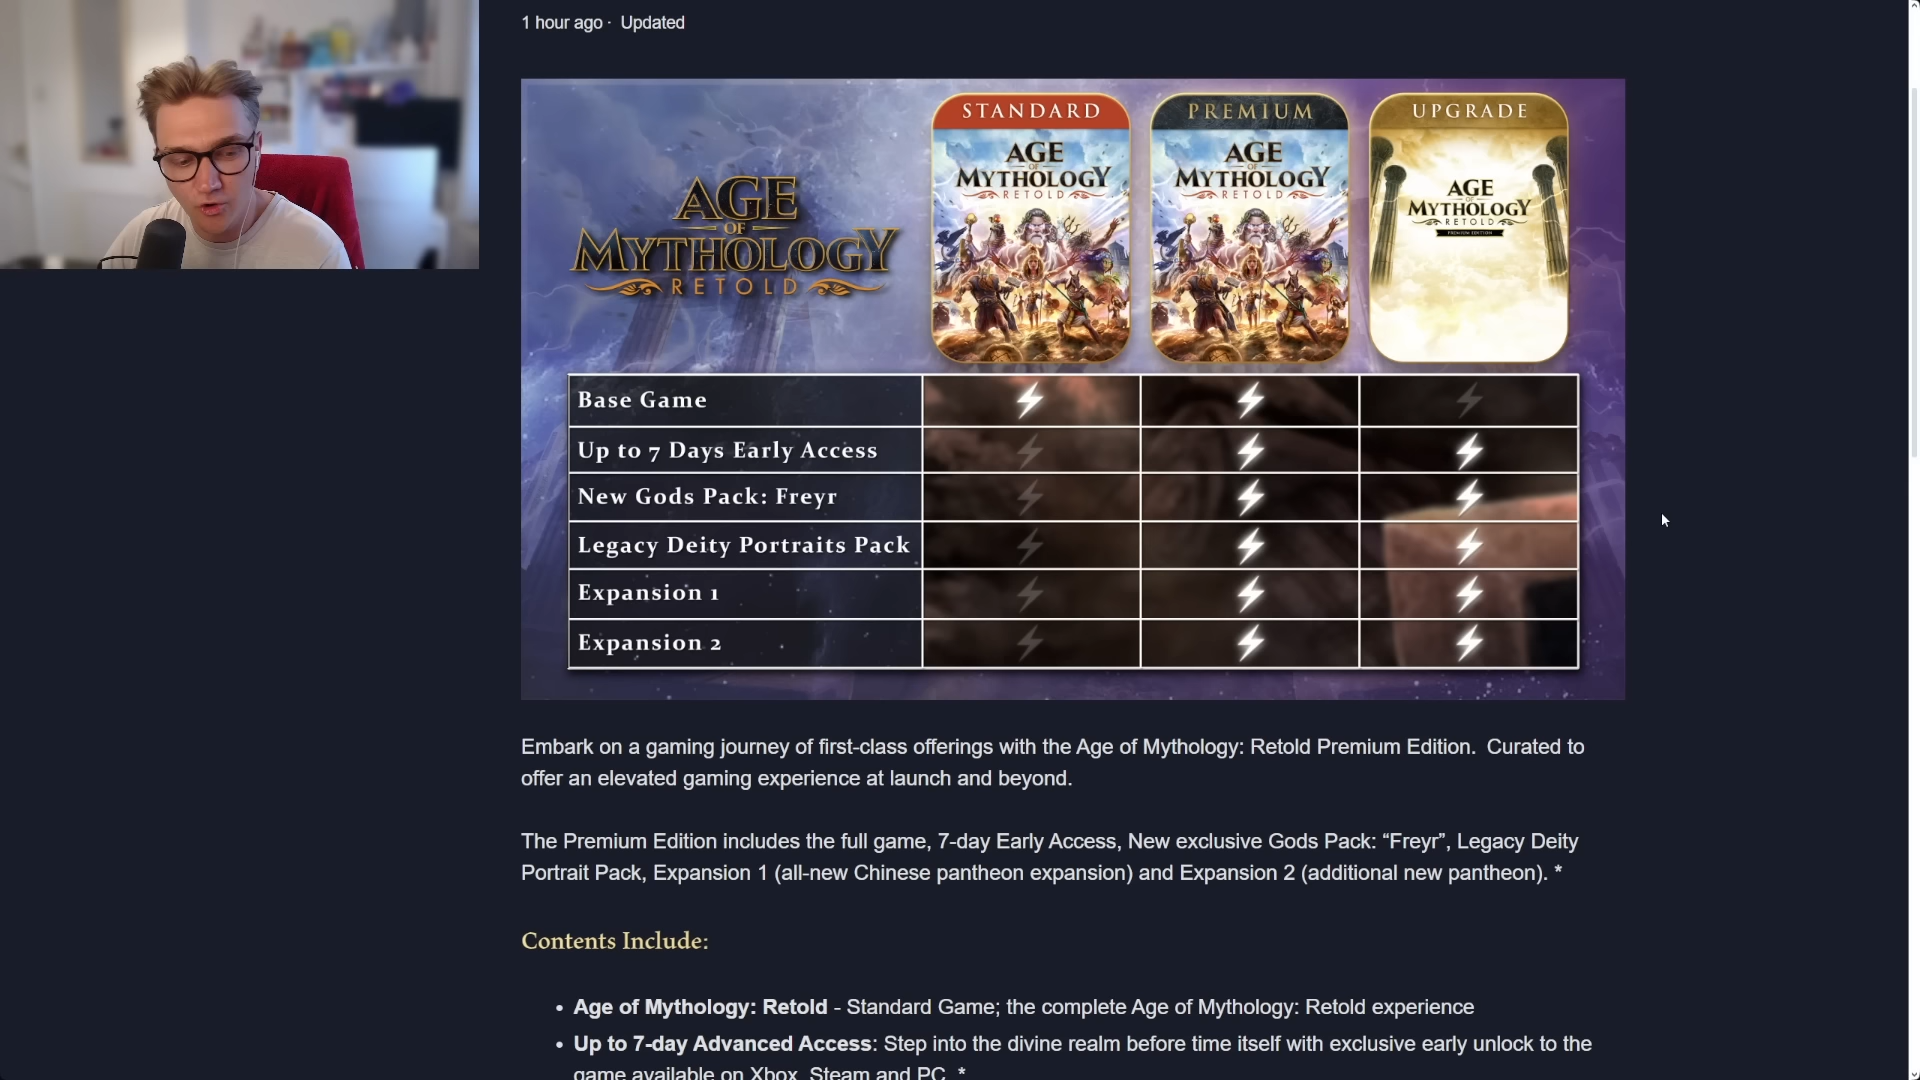 1 hour ago · Updated
STANDARD
PREMIUM
UPGRADE
AGE
OF
MYTHOLOGY
RETOLD
AGE
OF
MYTHOLOGY
RETOLD
AGE
OF
MYTHOLOGY
RETOLD
AGE
OF
MYTHOLOGY
RETOLD
PREMIUM EDITION
Base Game
Up to 7 Days Early Access
New Gods Pack: Freyr
Legacy Deity Portraits Pack
Expansion 1
Expansion 2
Embark on a gaming journey of first-class offerings with the Age of Mythology: Retold Premium Edition.  Curated to
offer an elevated gaming experience at launch and beyond.
The Premium Edition includes the full game, 7-day Early Access, New exclusive Gods Pack: “Freyr”, Legacy Deity
Portrait Pack, Expansion 1 (all-new Chinese pantheon expansion) and Expansion 2 (additional new pantheon). *
Contents Include:
• Age of Mythology: Retold - Standard Game; the complete Age of Mythology: Retold experience
• Up to 7-day Advanced Access: Step into the divine realm before time itself with exclusive early unlock to the
game available on Xbox, Steam and PC. *